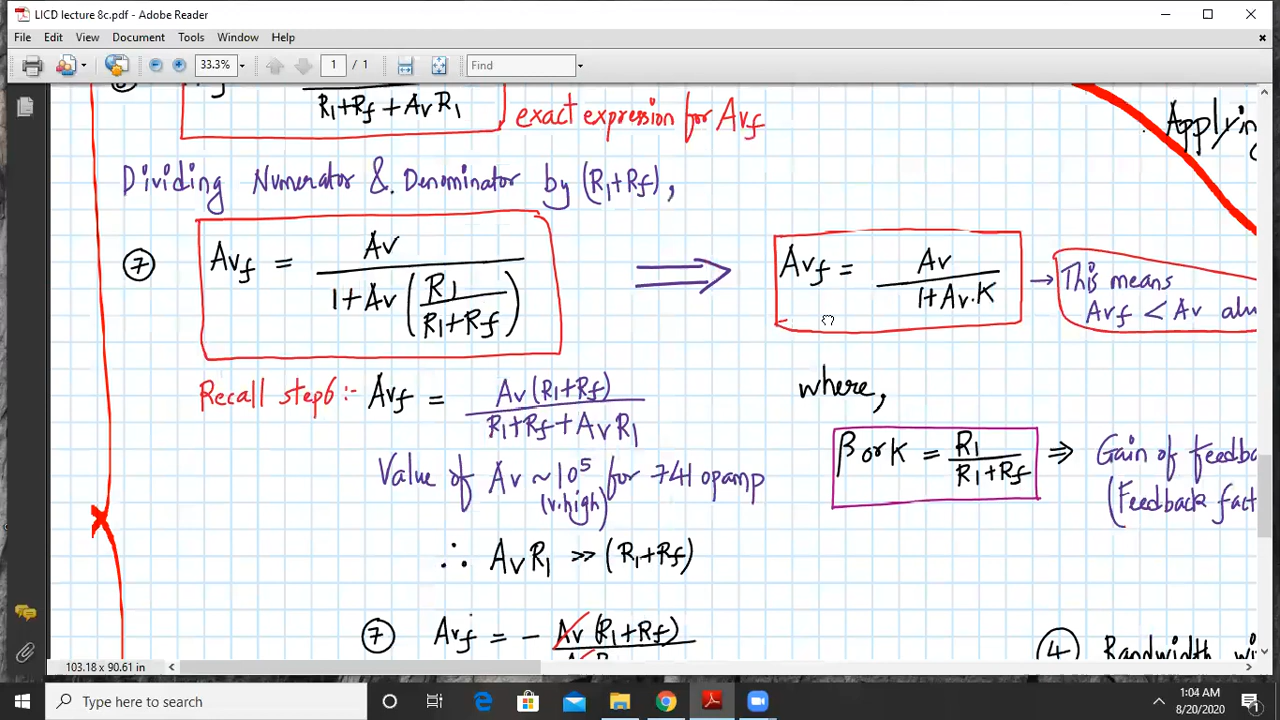 LICD lecture 8c.pdf - Adobe Reader
File Edit View Document Tools Window Help
33.3% 1 / 1 Find
R1+Rf + AvR1
exact expression for Avf
Applyin
Dividing Numerator & Denominator by (R1+Rf),
7 Avf = Av / 1+Av (R1 / R1+Rf) ⟹ Avf = Av / 1+Av.K → This means
Avf < Av alw
Recall step6 :- Avf = Av(R1+Rf) / R1+Rf + AvR1
where,
β or K = R1 / R1+Rf ⇒ Gain of feedba
(Feedback fact
Value of Av ~ 10^5 for 741 opamp
(v.high)
∴ AvR1 >> (R1+Rf)
7 Avf = - Av (R1+Rf)
4 Bandwidth wi
103.18 x 90.61 in
Type here to search
1:04 AM
8/20/2020